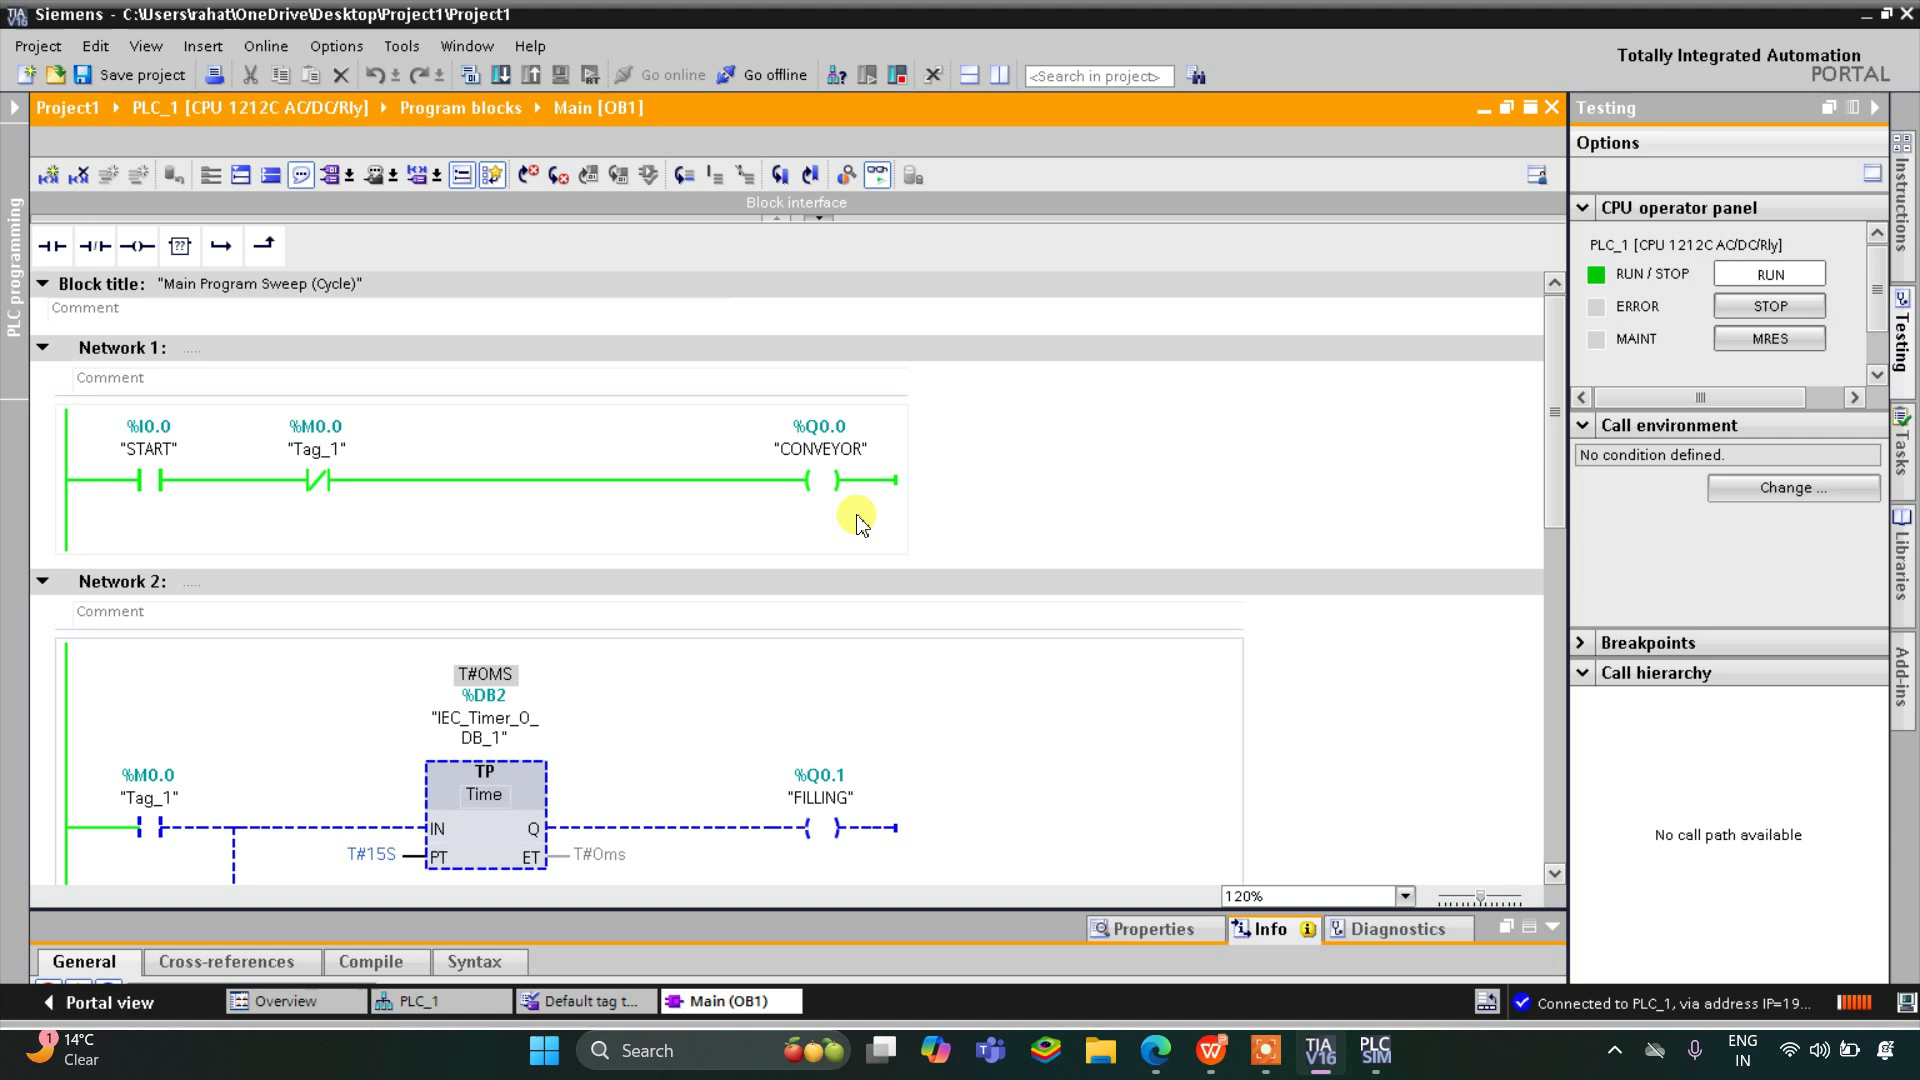 Siemens - C:\Users\rahat\OneDrive\Desktop\Project1\Project1
Project Edit View Insert Online Options Tools Window Help
Totally Integrated Automation
PORTAL
Save project Go online Go offline <Search in project>
Project1 PLC_1 [CPU 1212C AC/DC/Rly] Program blocks Main [OB1]
Testing
Options
Block interface
CPU operator panel
PLC_1 [CPU 1212C AC/DC/Rly]
RUN / STOP RUN
ERROR STOP
MAINT MRES
Call environment
No condition defined.
Change ...
Breakpoints
Call hierarchy
No call path available
PLC programming
Instructions
Testing
Tasks
Libraries
Add-ins
??
Block title: "Main Program Sweep (Cycle)"
Comment
Network 1: .....
Comment
%I0.0 %M0.0 %Q0.0
"START" "Tag_1" "CONVEYOR"
Network 2: .....
Comment
T#0MS
%DB2
"IEC_Timer_0_
DB_1"
TP
Time
%M0.0 %Q0.1
"Tag_1" "FILLING"
IN Q
T#15S PT ET T#0ms
120%
Properties Info Diagnostics
General Cross-references Compile Syntax
Portal view Overview PLC_1 Default tag t... Main (OB1)
Connected to PLC_1, via address IP=19...
1
14°C
Clear
Search
TIA
V16
PLC
SIM
ENG
IN